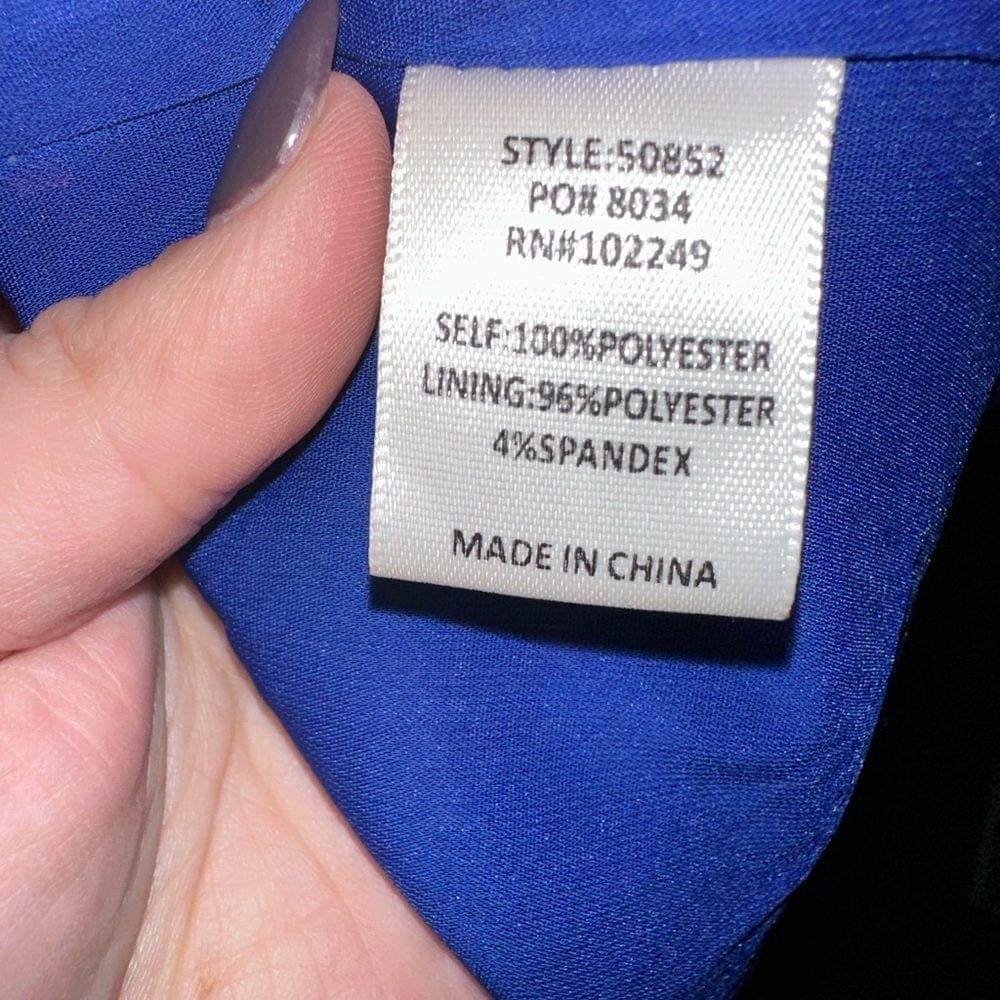 STYLE:50852
PO# 8034
RN#102249
SELF:100%POLYESTER
LINING:96%POLYESTER
4%SPANDEX
MADE IN CHINA